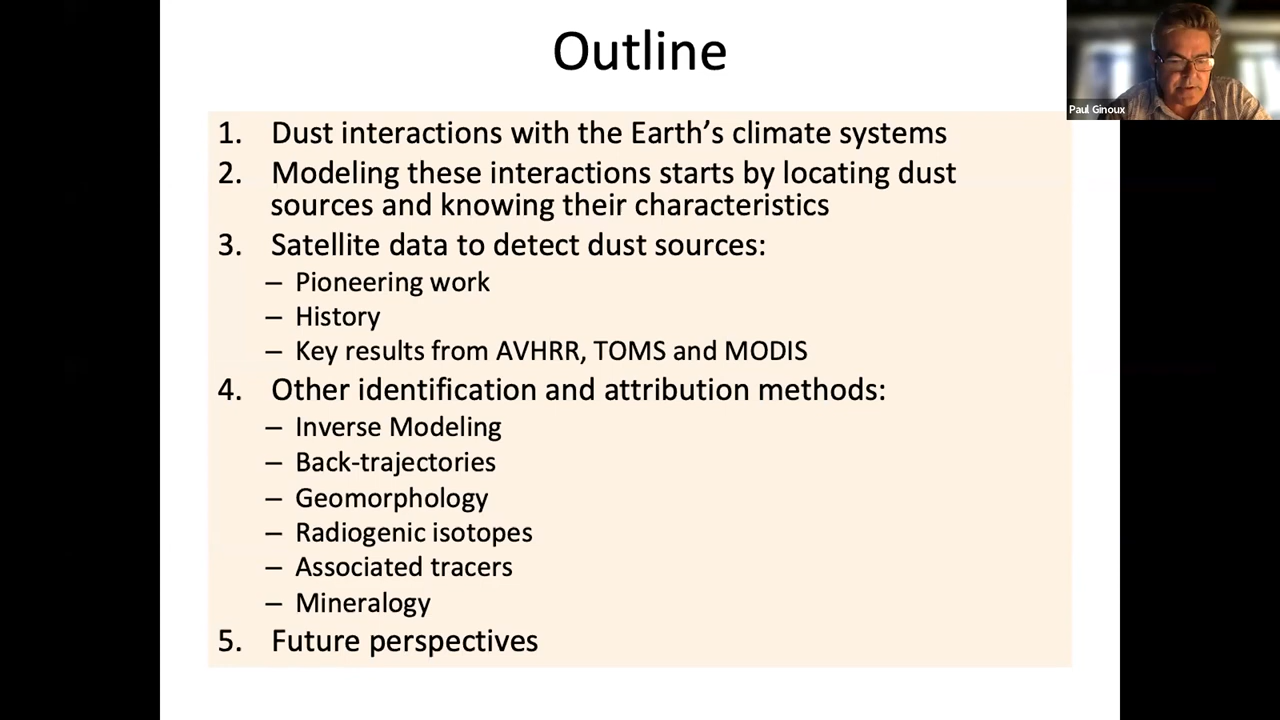 Outline
Paul Ginoux
1. Dust interactions with the Earth's climate systems
2. Modeling these interactions starts by locating dust
sources and knowing their characteristics
3. Satellite data to detect dust sources:
– Pioneering work
– History
– Key results from AVHRR, TOMS and MODIS
4. Other identification and attribution methods:
– Inverse Modeling
– Back-trajectories
– Geomorphology
– Radiogenic isotopes
– Associated tracers
– Mineralogy
5. Future perspectives